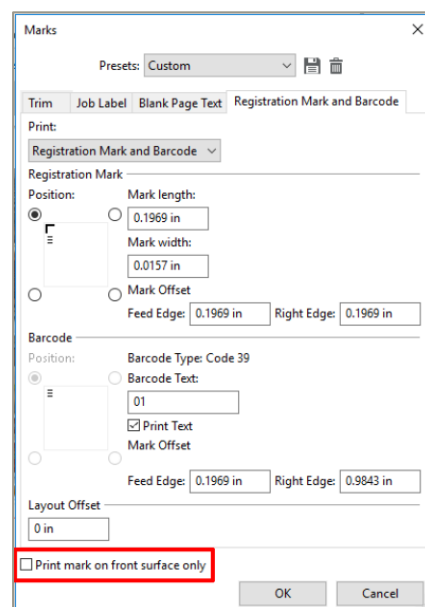 Marks
Presets: Custom
Trim Job Label Blank Page Text Registration Mark and Barcode
Print:
Registration Mark and Barcode
Registration Mark
Position: Mark length:
0.1969 in
Mark width:
0.0157 in
Mark Offset
Feed Edge: 0.1969 in Right Edge: 0.1969 in
Barcode
Position: Barcode Type: Code 39
Barcode Text:
01
Print Text
Mark Offset
Feed Edge: 0.1969 in Right Edge: 0.9843 in
Layout Offset
0 in
Print mark on front surface only
OK Cancel